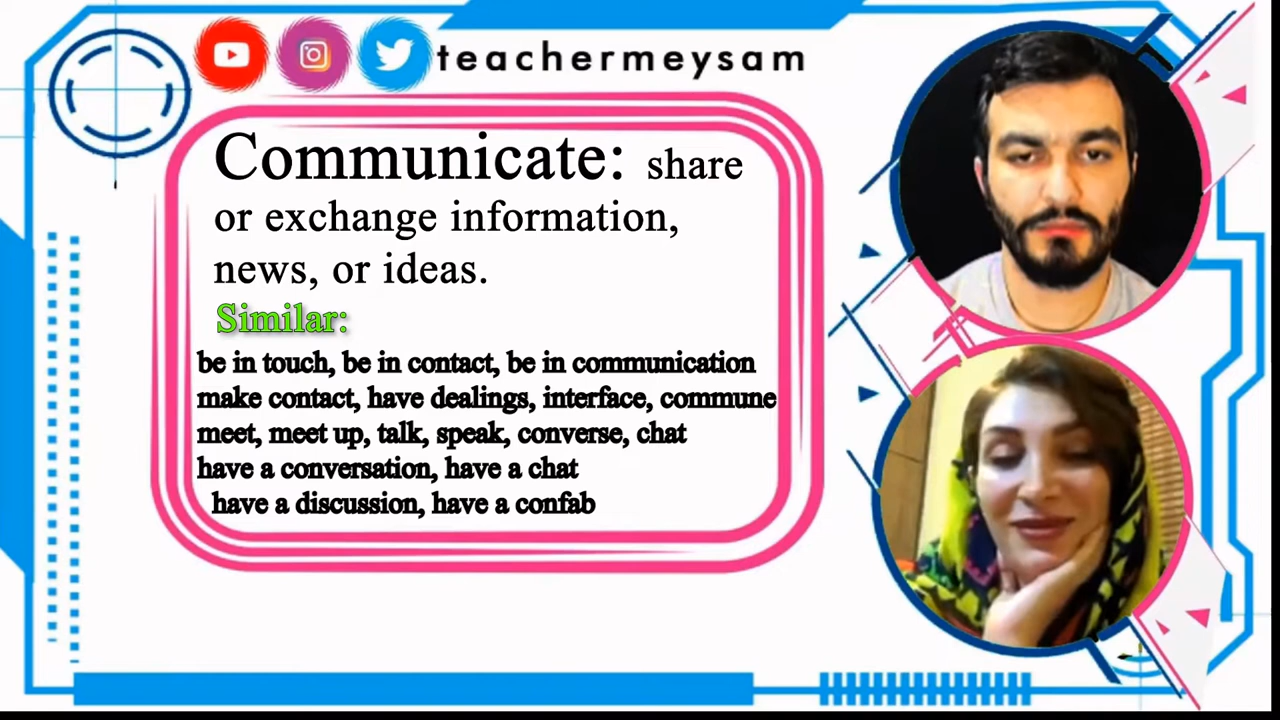 teachermeysam
Communicate: share
or exchange information,
news, or ideas.
Similar:
be in touch, be in contact, be in communication
make contact, have dealings, interface, commune
meet, meet up, talk, speak, converse, chat
have a conversation, have a chat
have a discussion, have a confab